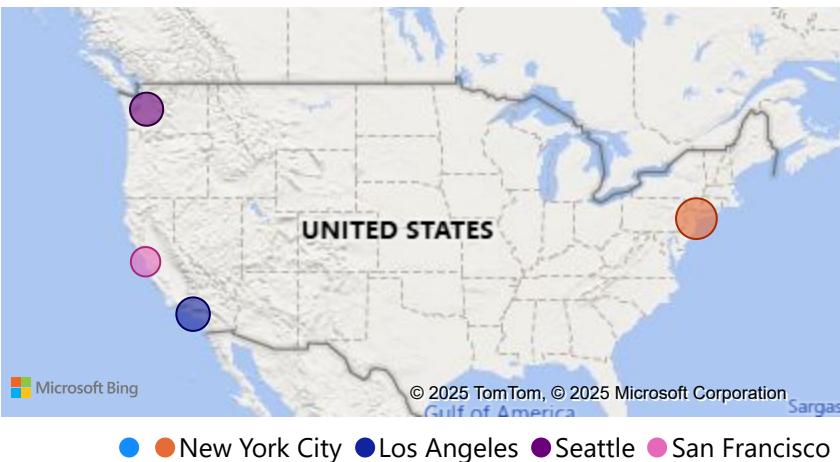 UNITED STATES
Microsoft Bing
© 2025 TomTom, © 2025 Microsoft Corporation
Gulf of America
Sargas
New York City Los Angeles Seattle San Francisco